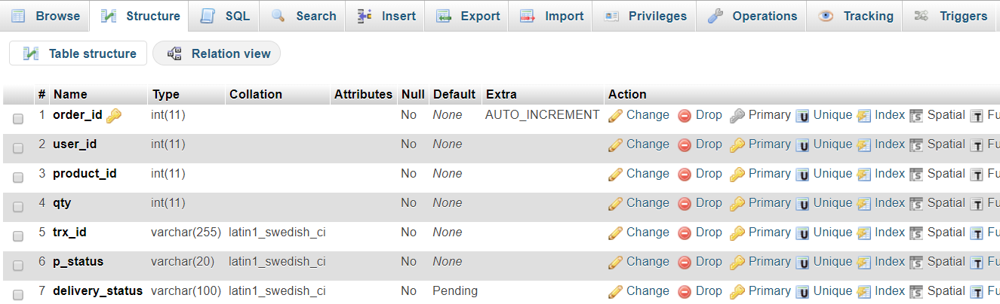 Browse Structure SQL Search Insert Export Import Privileges Operations Tracking Triggers
Table structure Relation view
# Name Type Collation Attributes Null Default Extra Action
1 order_id int(11) No None AUTO_INCREMENT Change Drop Primary U Unique Index S Spatial T Fu
2 user_id int(11) No None Change Drop Primary U Unique Index S Spatial T Fu
3 product_id int(11) No None Change Drop Primary U Unique Index S Spatial T Fu
4 qty int(11) No None Change Drop Primary U Unique Index S Spatial T Fu
5 trx_id varchar(255) latin1_swedish_ci No None Change Drop Primary U Unique Index S Spatial T Fu
6 p_status varchar(20) latin1_swedish_ci No None Change Drop Primary U Unique Index S Spatial T Fu
7 delivery_status varchar(100) latin1_swedish_ci No Pending Change Drop Primary U Unique Index S Spatial T Fu